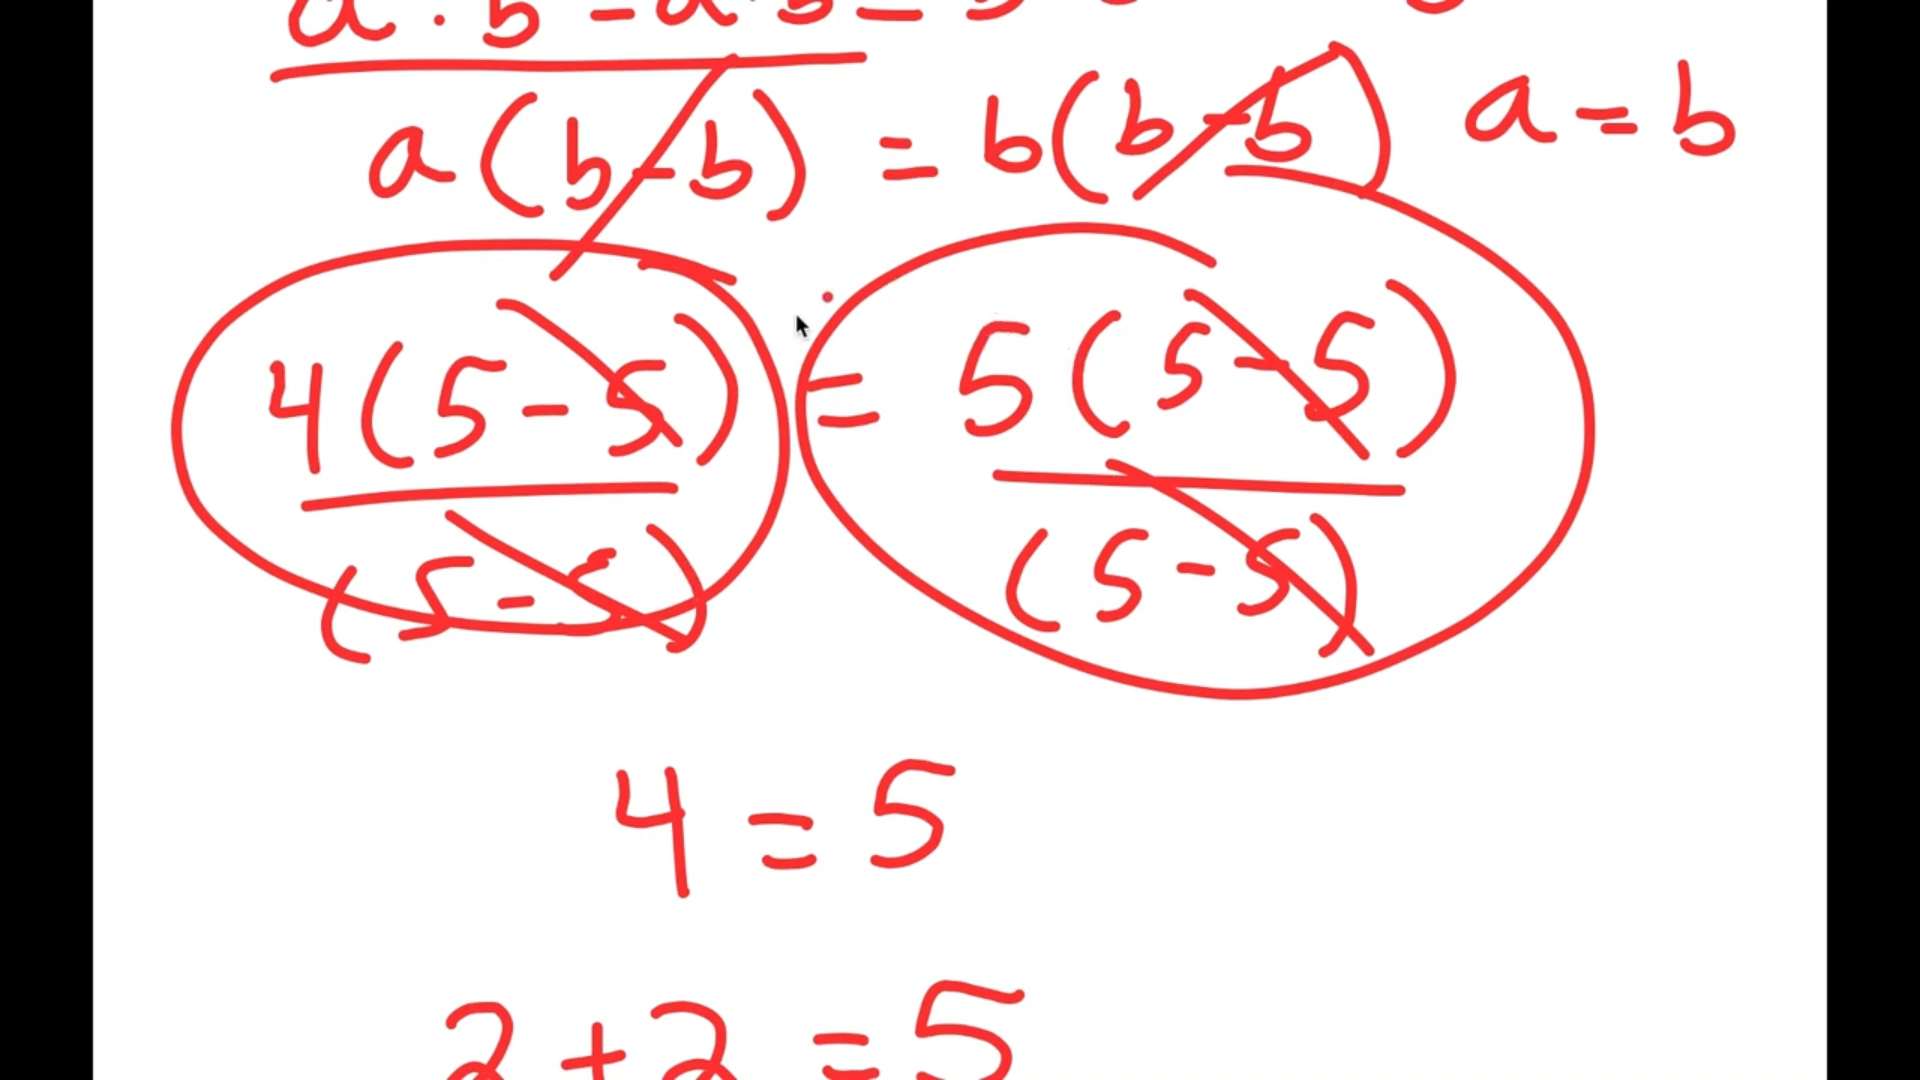 a · b - a · b =
a(b-b) = b(b-b) a = b
4(5-5) = 5(5-5)
(5-5) (5-5)
4 = 5
2+2 = 5